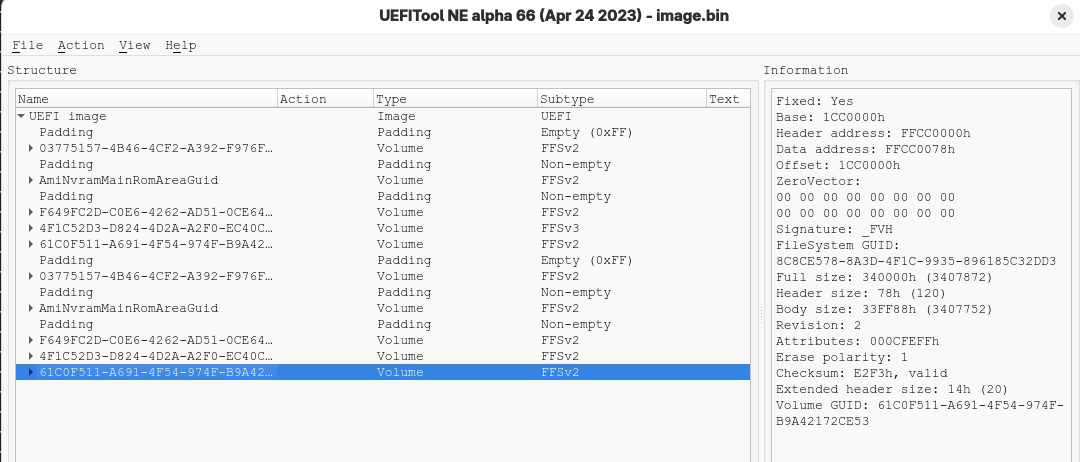 UEFITool NE alpha 66 (Apr 24 2023) - image.bin
File Action View Help
Structure
Name Action Type Subtype Text
UEFI image Image UEFI
Padding Padding Empty (0xFF)
03775157-4B46-4CF2-A392-F976F… Volume FFSv2
Padding Padding Non-empty
AmiNvramMainRomAreaGuid Volume FFSv2
Padding Padding Non-empty
F649FC2D-C0E6-4262-AD51-0CE64… Volume FFSv2
4F1C52D3-D824-4D2A-A2F0-EC40C… Volume FFSv3
61C0F511-A691-4F54-974F-B9A42… Volume FFSv2
Padding Padding Empty (0xFF)
03775157-4B46-4CF2-A392-F976F… Volume FFSv2
Padding Padding Non-empty
AmiNvramMainRomAreaGuid Volume FFSv2
Padding Padding Non-empty
F649FC2D-C0E6-4262-AD51-0CE64… Volume FFSv2
4F1C52D3-D824-4D2A-A2F0-EC40C… Volume FFSv2
61C0F511-A691-4F54-974F-B9A42… Volume FFSv2
Information
Fixed: Yes
Base: 1CC0000h
Header address: FFCC0000h
Data address: FFCC0078h
Offset: 1CC0000h
ZeroVector:
00 00 00 00 00 00 00 00
00 00 00 00 00 00 00 00
Signature: _FVH
FileSystem GUID:
8C8CE578-8A3D-4F1C-9935-896185C32DD3
Full size: 340000h (3407872)
Header size: 78h (120)
Body size: 33FF88h (3407752)
Revision: 2
Attributes: 000CFEFFh
Erase polarity: 1
Checksum: E2F3h, valid
Extended header size: 14h (20)
Volume GUID: 61C0F511-A691-4F54-974F-
B9A42172CE53